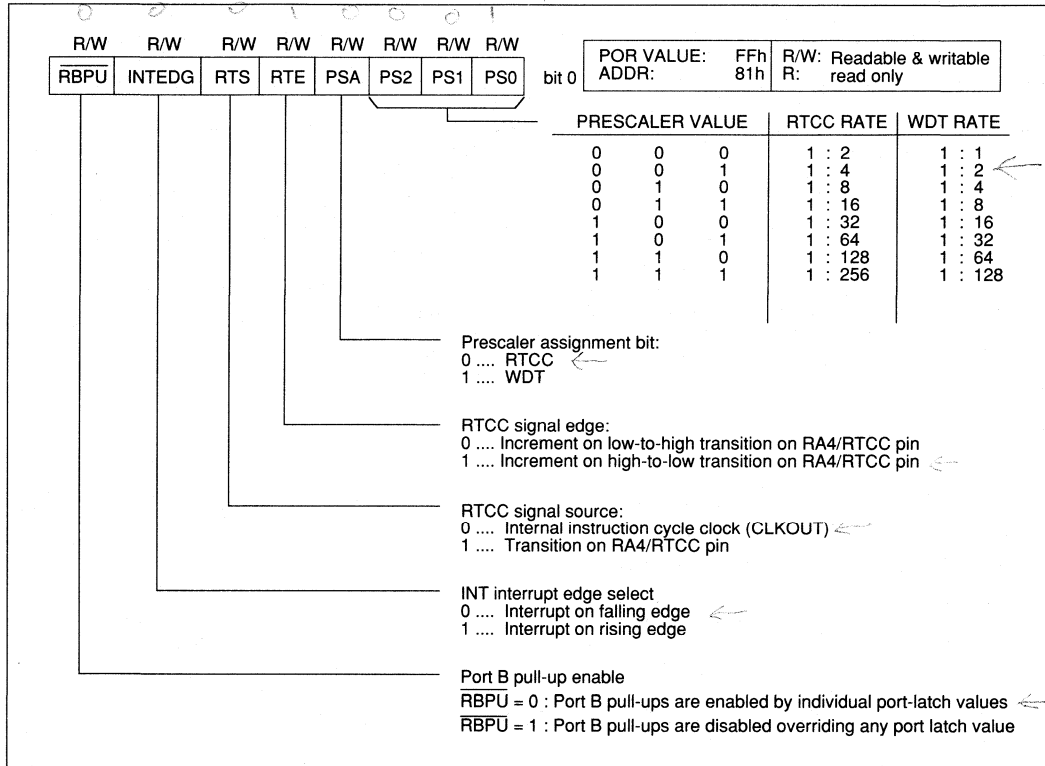 0 0 0 1 0 0 0 1
R/W R/W R/W R/W R/W R/W R/W R/W
RBPU INTEDG RTS RTE PSA PS2 PS1 PS0 bit 0
POR VALUE: FFh R/W: Readable & writable
ADDR: 81h R: read only
PRESCALER VALUE RTCC RATE WDT RATE
0 0 0 1 : 2 1 : 1
0 0 1 1 : 4 1 : 2
0 1 0 1 : 8 1 : 4
0 1 1 1 : 16 1 : 8
1 0 0 1 : 32 1 : 16
1 0 1 1 : 64 1 : 32
1 1 0 1 : 128 1 : 64
1 1 1 1 : 256 1 : 128
Prescaler assignment bit:
0 .... RTCC
1 .... WDT
RTCC signal edge:
0 .... Increment on low-to-high transition on RA4/RTCC pin
1 .... Increment on high-to-low transition on RA4/RTCC pin
RTCC signal source:
0 .... Internal instruction cycle clock (CLKOUT)
1 .... Transition on RA4/RTCC pin
INT interrupt edge select
0 .... Interrupt on falling edge
1 .... Interrupt on rising edge
Port B pull-up enable
RBPU = 0 : Port B pull-ups are enabled by individual port-latch values
RBPU = 1 : Port B pull-ups are disabled overriding any port latch value